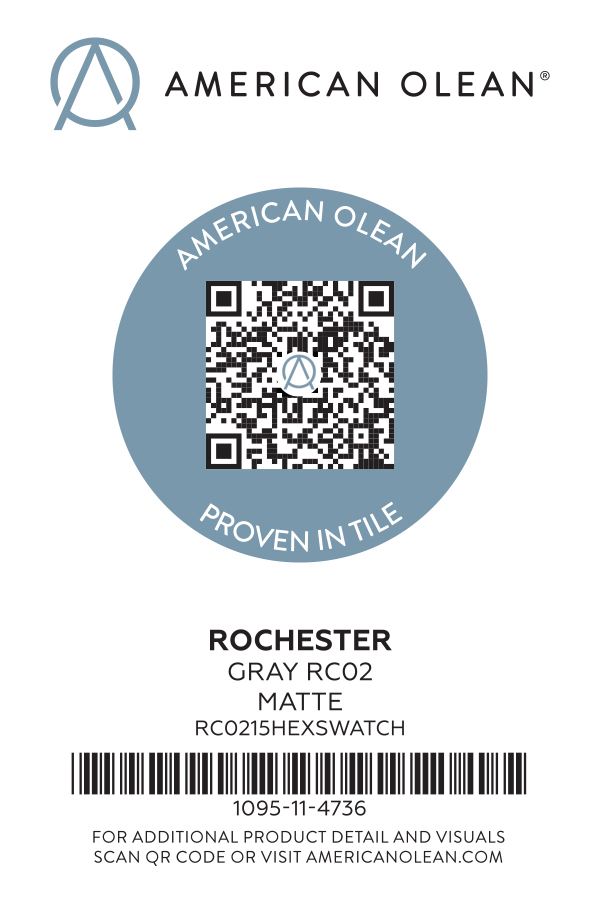 AMERICAN OLEAN®
AMERICAN OLEAN
PROVEN IN TILE
ROCHESTER
GRAY RC02
MATTE
RC0215HEXSWATCH
1095-11-4736
FOR ADDITIONAL PRODUCT DETAIL AND VISUALS
SCAN QR CODE OR VISIT AMERICANOLEAN.COM